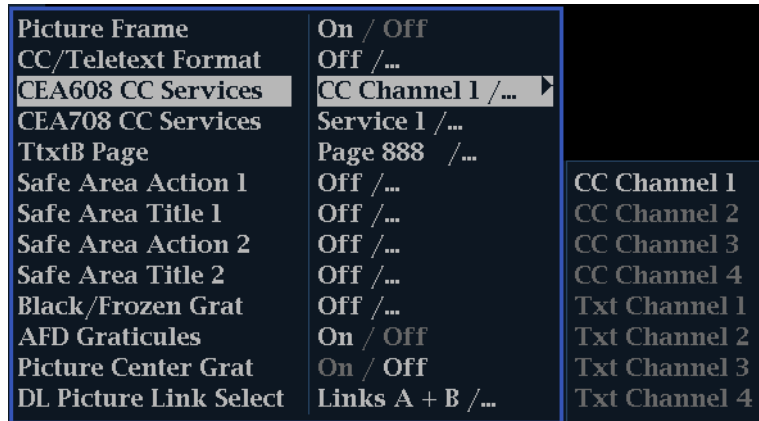 Picture Frame On / Off
CC/Teletext Format Off /...
CEA608 CC Services CC Channel 1 /...
CEA708 CC Services Service 1 /...
TtxtB Page Page 888 /...
Safe Area Action 1 Off /...
Safe Area Title 1 Off /...
Safe Area Action 2 Off /...
Safe Area Title 2 Off /...
Black/Frozen Grat Off /...
AFD Graticules On / Off
Picture Center Grat On / Off
DL Picture Link Select Links A + B /...
CC Channel 1
CC Channel 2
CC Channel 3
CC Channel 4
Txt Channel 1
Txt Channel 2
Txt Channel 3
Txt Channel 4